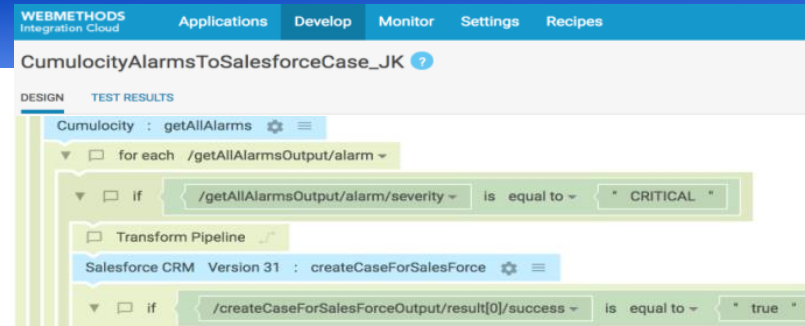 WEBMETHODS
Integration Cloud
Applications Develop Monitor Settings Recipes
CumulocityAlarmsToSalesforceCase_JK ?
DESIGN TEST RESULTS
Cumulocity : getAllAlarms
for each /getAllAlarmsOutput/alarm
if /getAllAlarmsOutput/alarm/severity is equal to " CRITICAL "
Transform Pipeline
Salesforce CRM Version 31 : createCaseForSalesForce
if /createCaseForSalesForceOutput/result[0]/success is equal to " true "